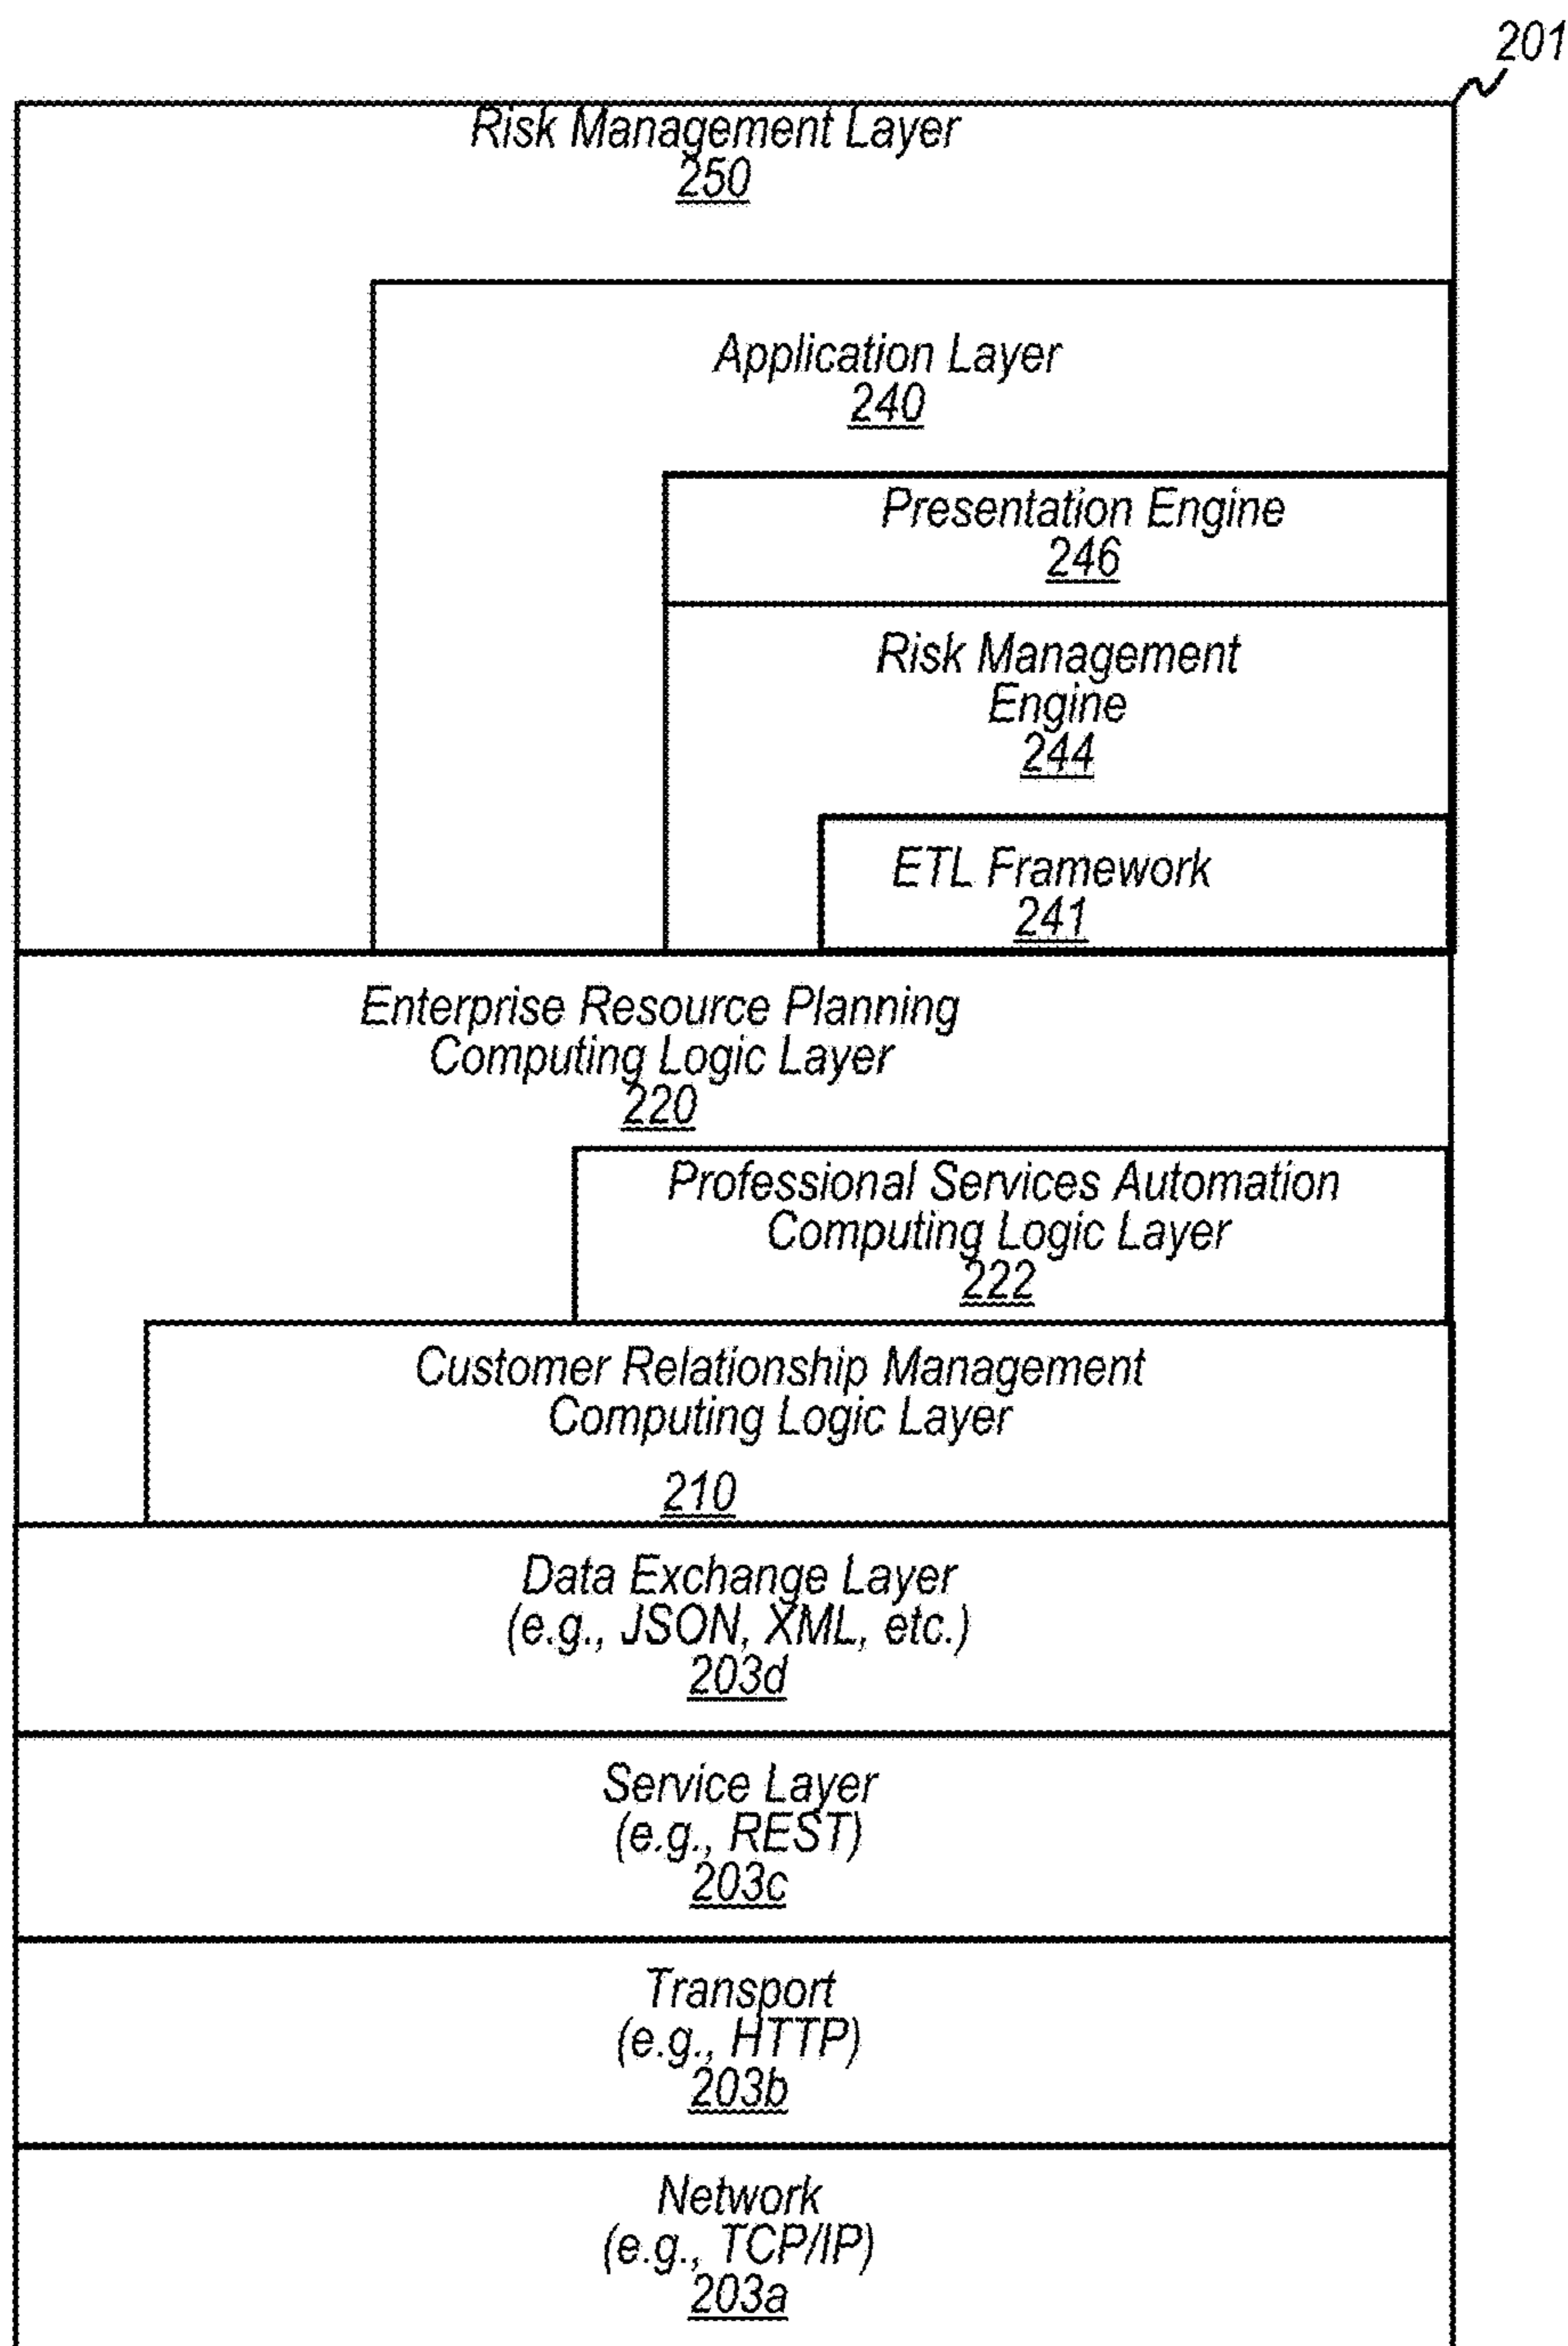 201
Risk Management Layer
250
Application Layer
240
Presentation Engine
246
Risk Management
Engine
244
ETL Framework
241
Enterprise Resource Planning
Computing Logic Layer
220
Professional Services Automation
Computing Logic Layer
222
Customer Relationship Management
Computing Logic Layer
210
Data Exchange Layer
(e.g., JSON, XML, etc.)
203d
Service Layer
(e.g., REST)
203c
Transport
(e.g., HTTP)
203b
Network
(e.g., TCP/IP)
203a